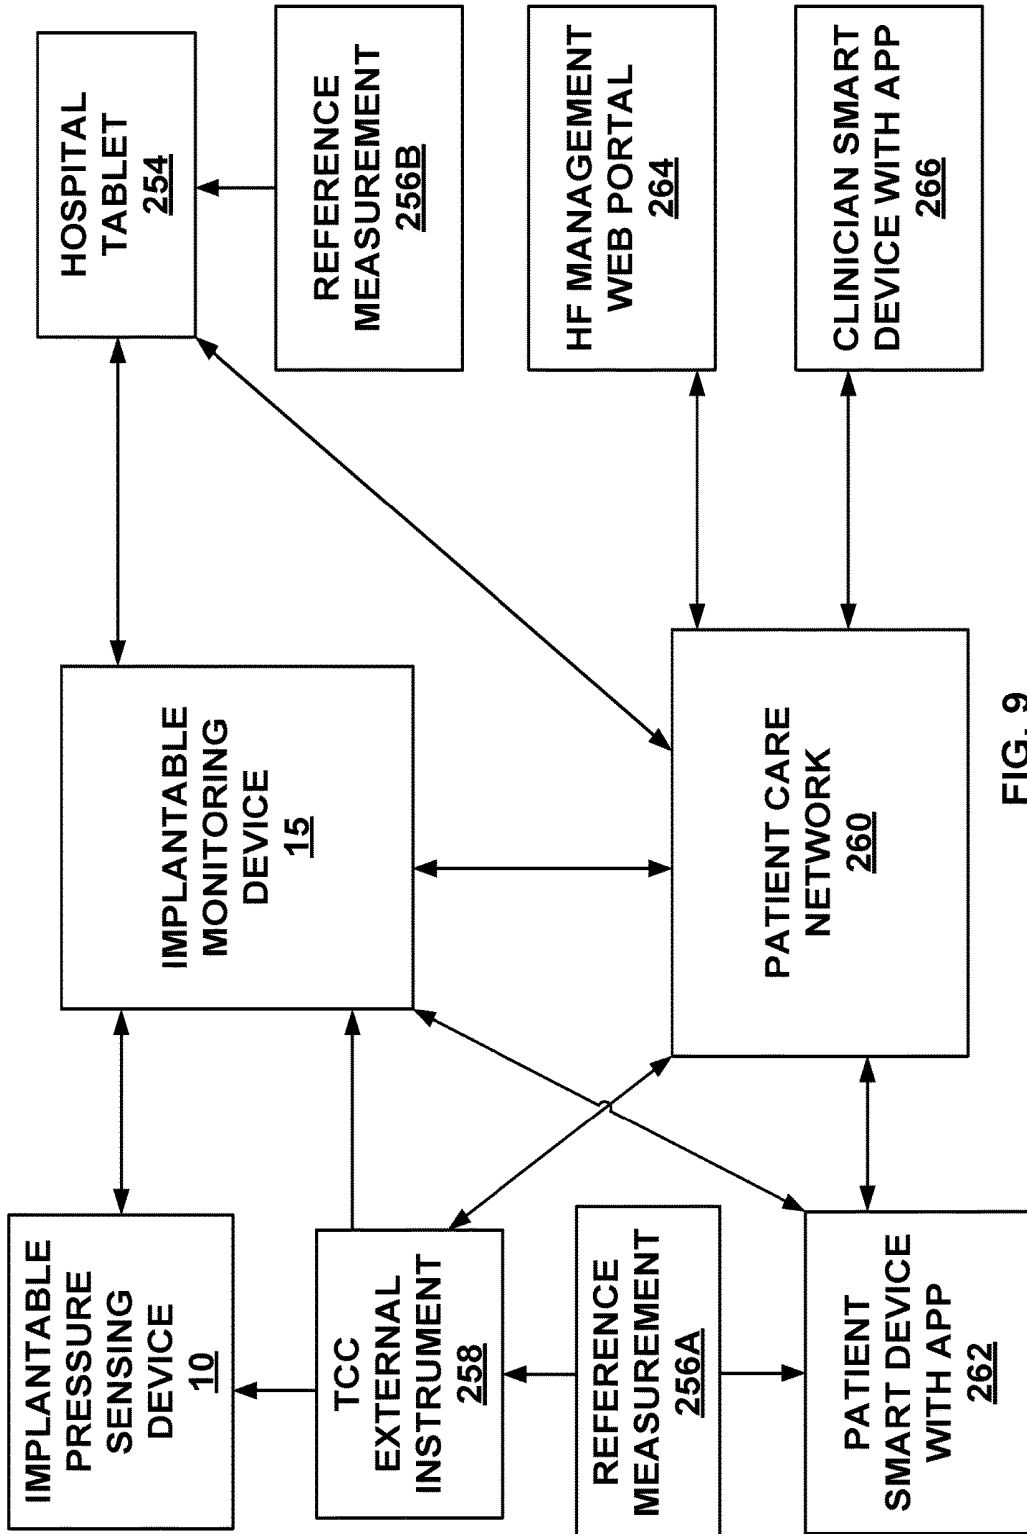 IMPLANTABLE
PRESSURE
SENSING
DEVICE
10
TCC
EXTERNAL
INSTRUMENT
258
REFERENCE
MEASUREMENT
256A
PATIENT
SMART DEVICE
WITH APP
262
IMPLANTABLE
MONITORING
DEVICE
15
PATIENT CARE
NETWORK
260
HOSPITAL
TABLET
254
REFERENCE
MEASUREMENT
256B
HF MANAGEMENT
WEB PORTAL
264
CLINICIAN SMART
DEVICE WITH APP
266
FIG. 9